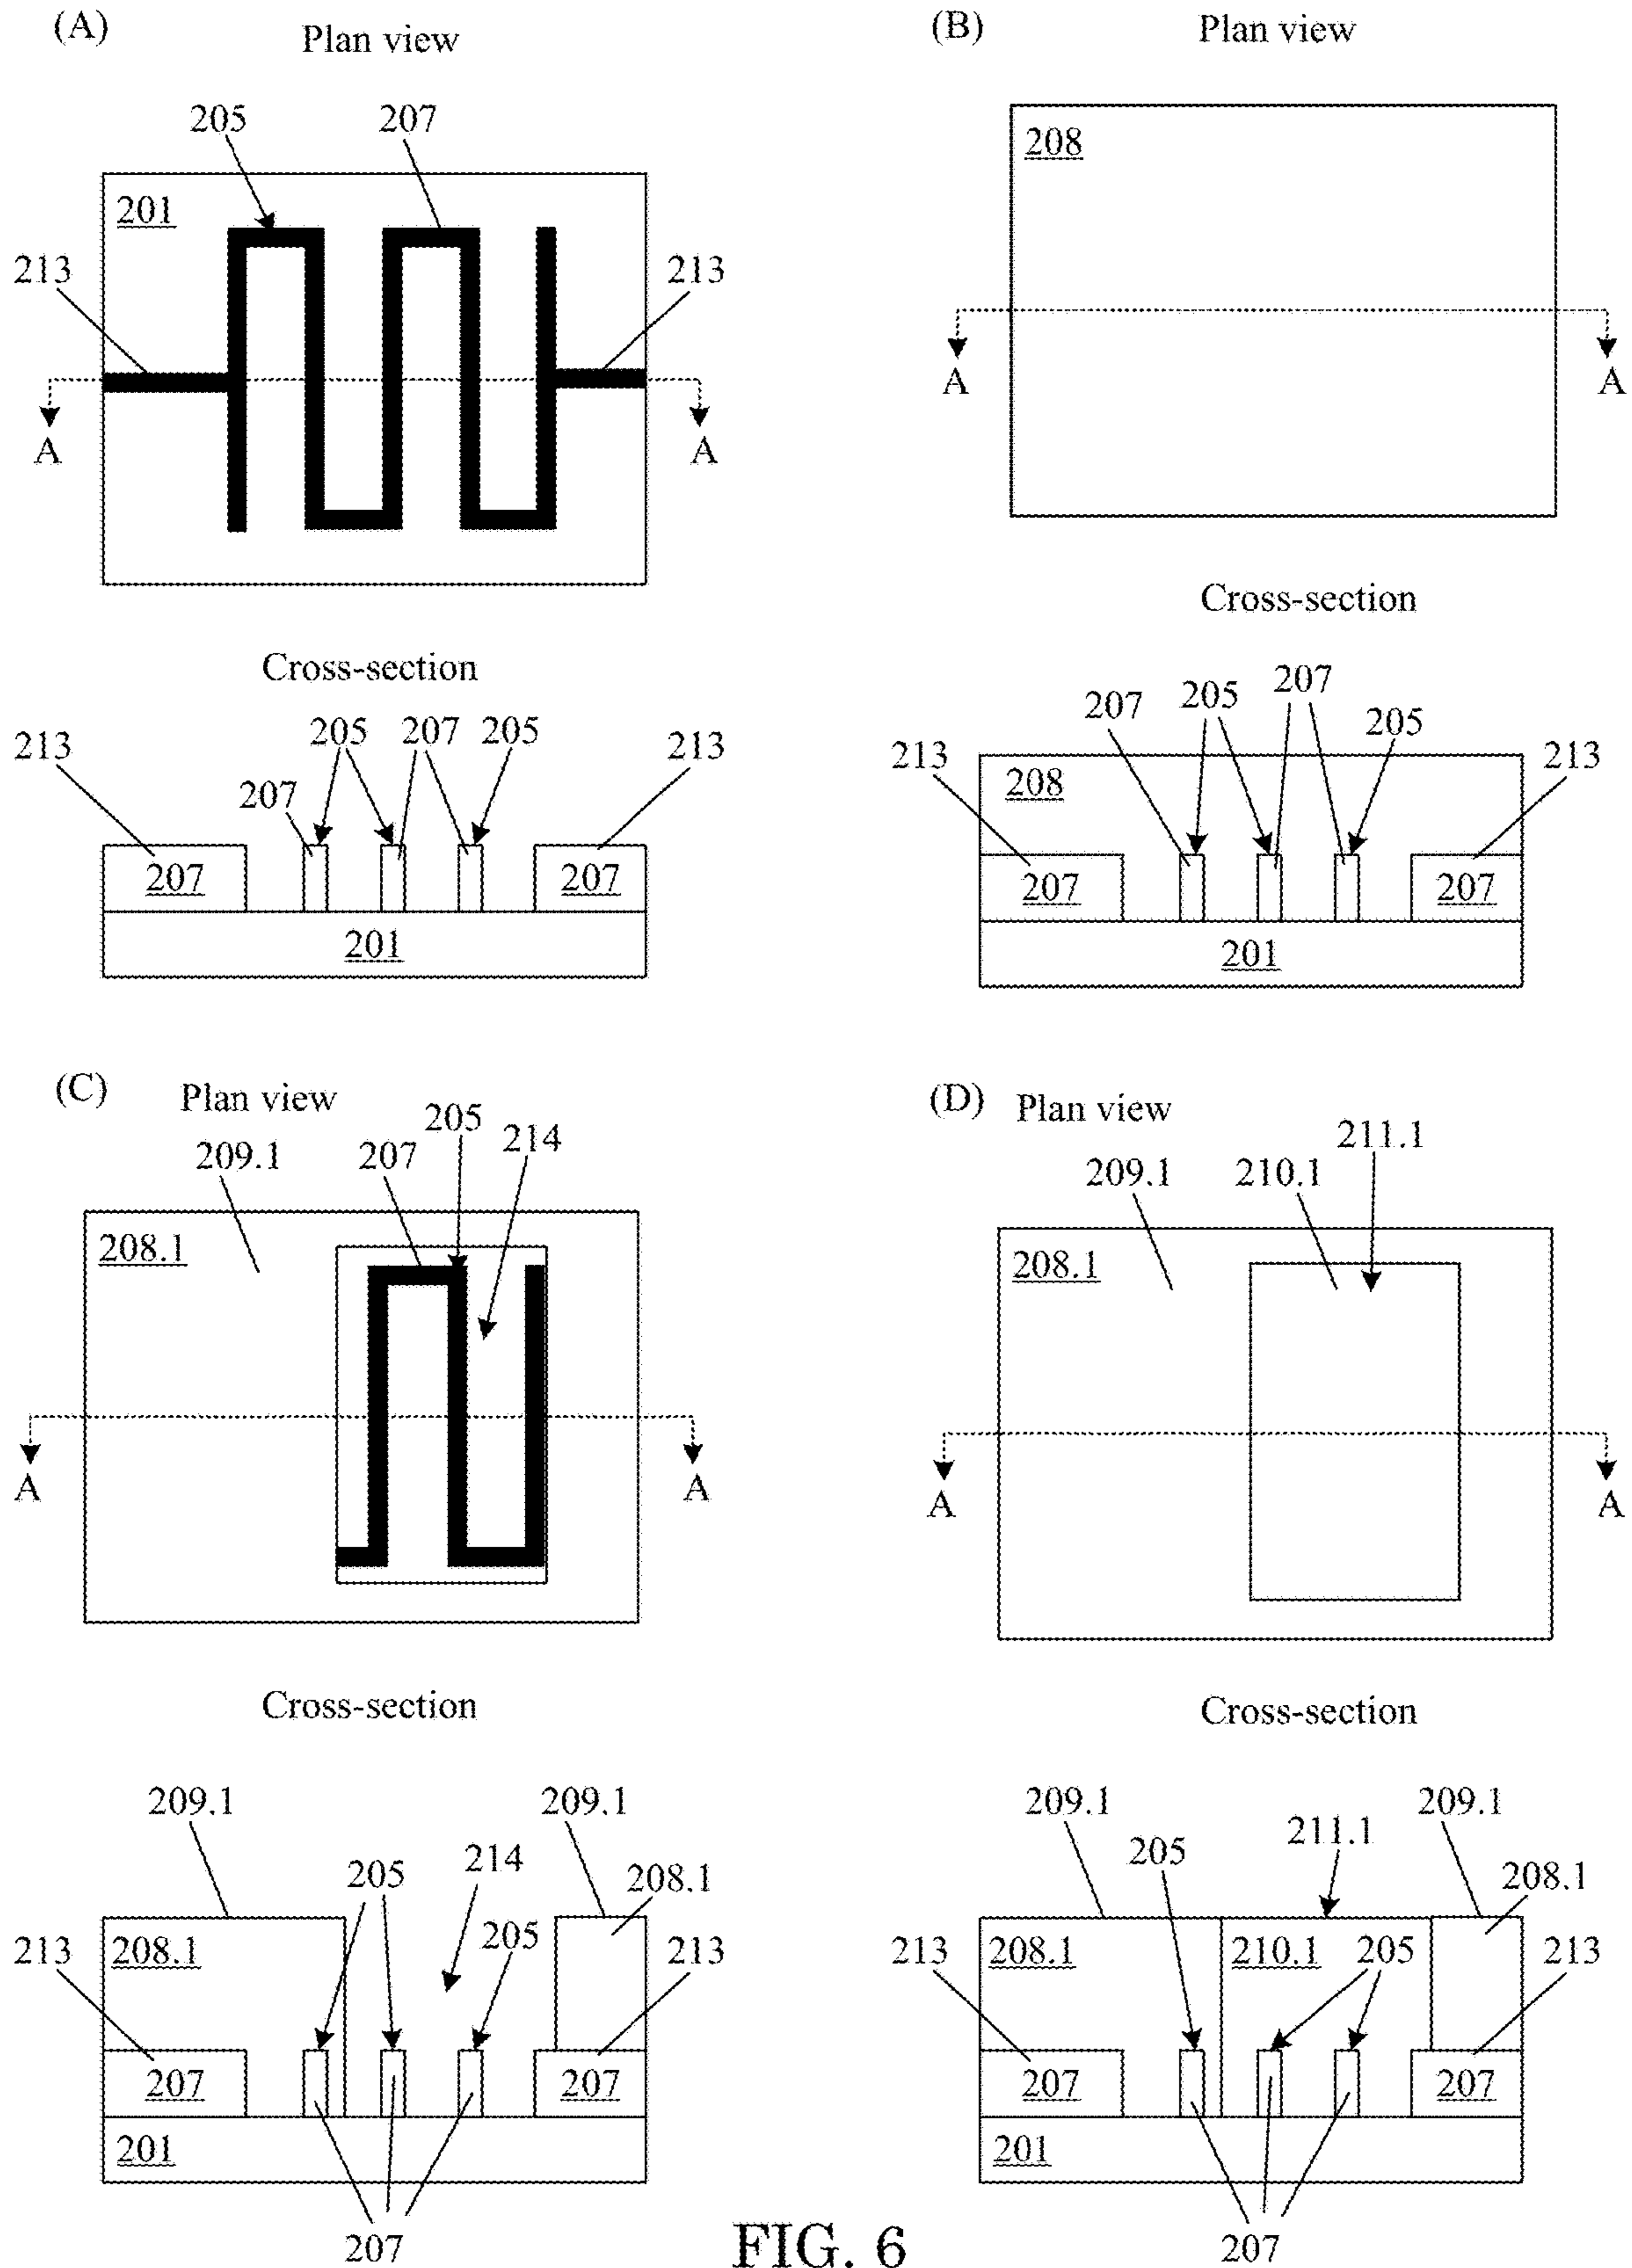 (A)
Plan view
205
207
201
213
213
A
A
Cross-section
205
207
205
213
213
207
207
207
201
(B)
Plan view
208
A
A
Cross-section
207
205
207
205
213
213
208
207
207
201
(C)
Plan view
205
214
209.1
207
208.1
A
A
Cross-section
209.1
209.1
205
214
208.1
205
213
208.1
213
207
207
201
207
(D)
Plan view
211.1
209.1
210.1
208.1
A
A
Cross-section
209.1
209.1
211.1
205
208.1
213
208.1
210.1
205
213
207
207
201
207
FIG. 6